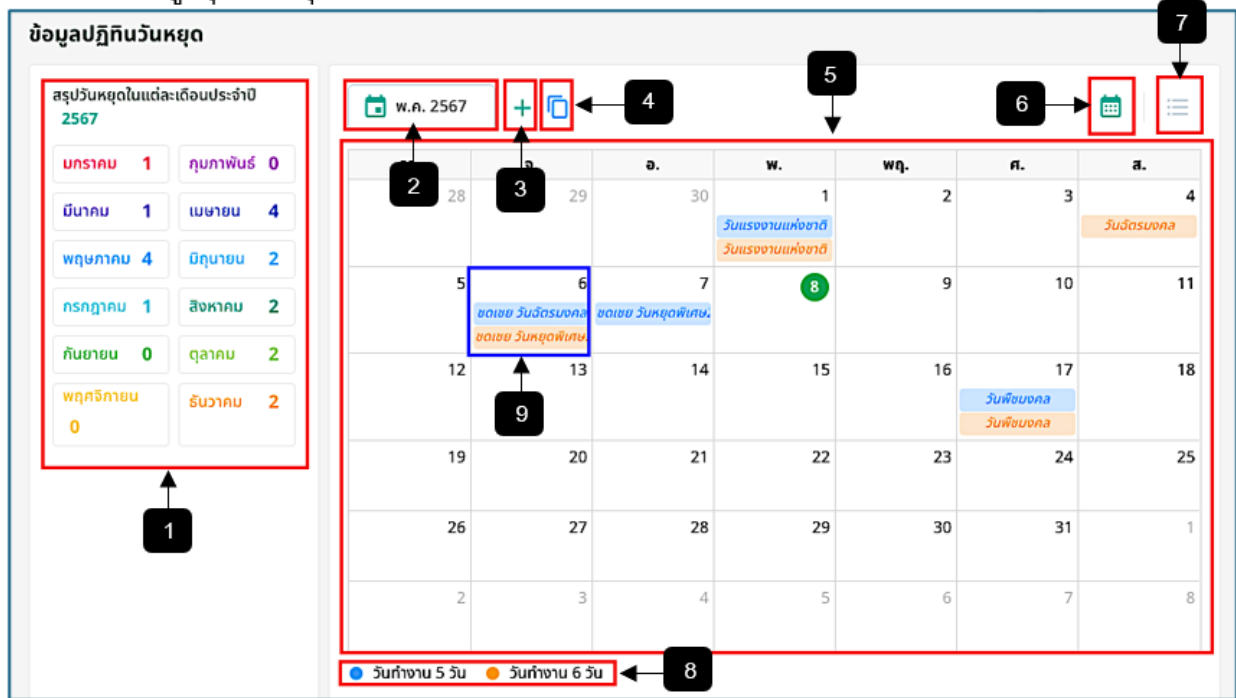 ข้อมูลปฏิทินวันหยุด
7
สรุปวันหยุดในแต่ละเดือนประจำปี
2567
มกราคม 1 กุมภาพันธ์ 0
มีนาคม 1 เมษายน 4
พฤษภาคม 4 มิถุนายน 2
กรกฎาคม 1 สิงหาคม 2
กันยายน 0 ตุลาคม 2
พฤศจิกายน
0
ธันวาคม 2
1
พ.ค. 2567
4
5
6
2
3
อ. พ. พฤ. ศ. ส.
28 29 30 1 2 3 4
วันแรงงานแห่งชาติ วันฉัตรมงคล
วันแรงงานแห่งชาติ
5 6 7 8 9 10 11
ชดเชย วันฉัตรมงคล ชดเชย วันหยุดพิเศษ.
ชดเชย วันหยุดพิเศษ.
12 13 14 15 16 17 18
วันพืชมงคล
วันพืชมงคล
9
19 20 21 22 23 24 25
26 27 28 29 30 31 1
2 3 4 5 6 7 8
วันทำงาน 5 วัน วันทำงาน 6 วัน
8